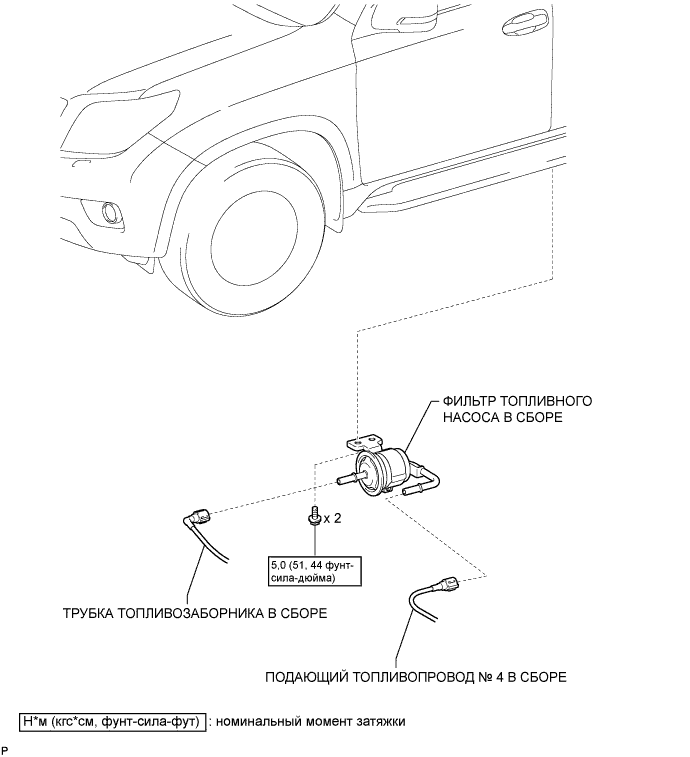 ФИЛЬТР ТОПЛИВНОГО
НАСОСА В СБОРЕ
x 2
5,0 (51, 44 фунт-
сила-дюйма)
ТРУБКА ТОПЛИВОЗАБОРНИКА В СБОРЕ
ПОДАЮЩИЙ ТОПЛИВОПРОВОД № 4 В СБОРЕ
Н*м (кгс*см, фунт-сила-фут) : номинальный момент затяжки
P